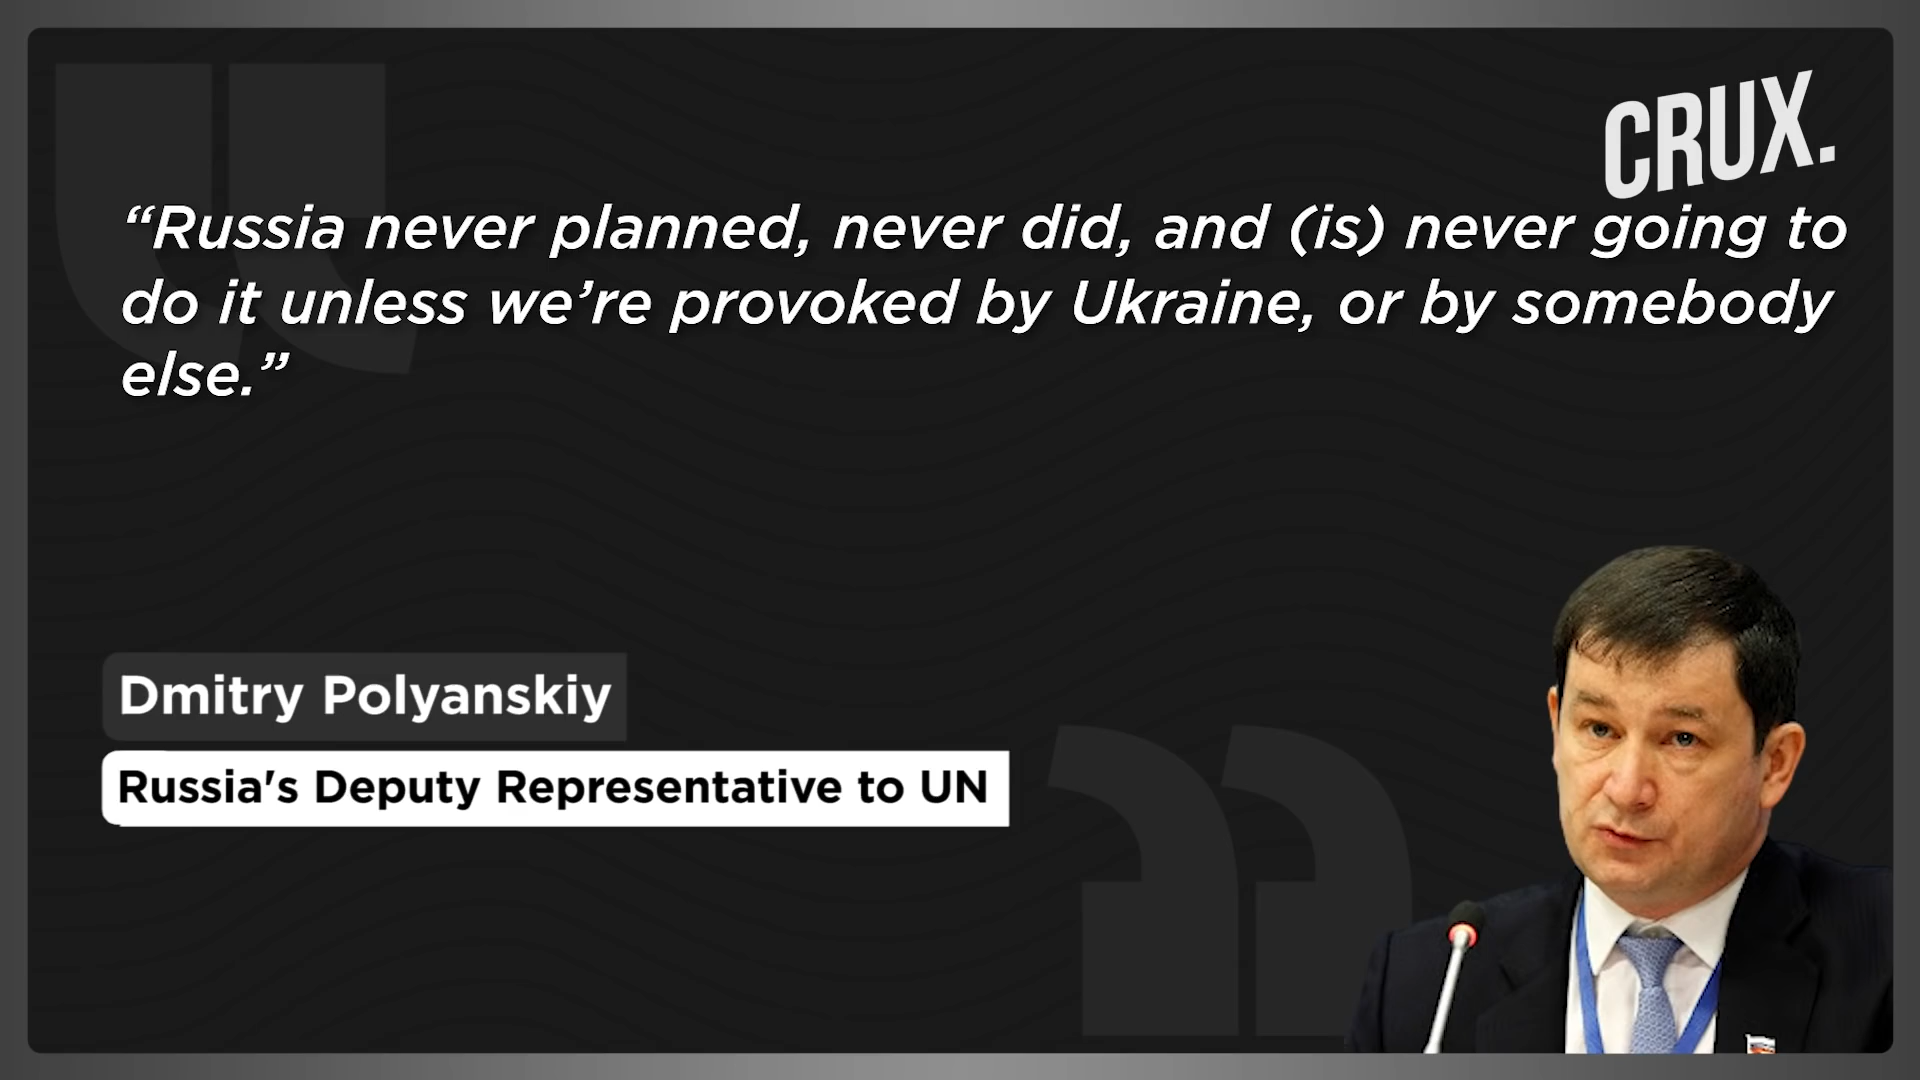 CRUX.
“Russia never planned, never did, and (is) never going to
do it unless we’re provoked by Ukraine, or by somebody
else.”
Dmitry Polyanskiy
Russia's Deputy Representative to UN